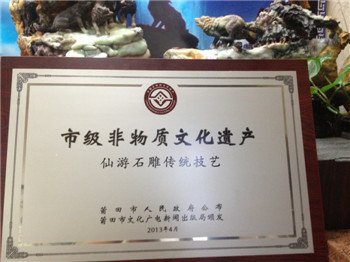 市级非物质文化遗产
仙游石雕传统技艺
莆田市人民政府公布
莆田市文化广电新闻出版局颁发
2013年4月